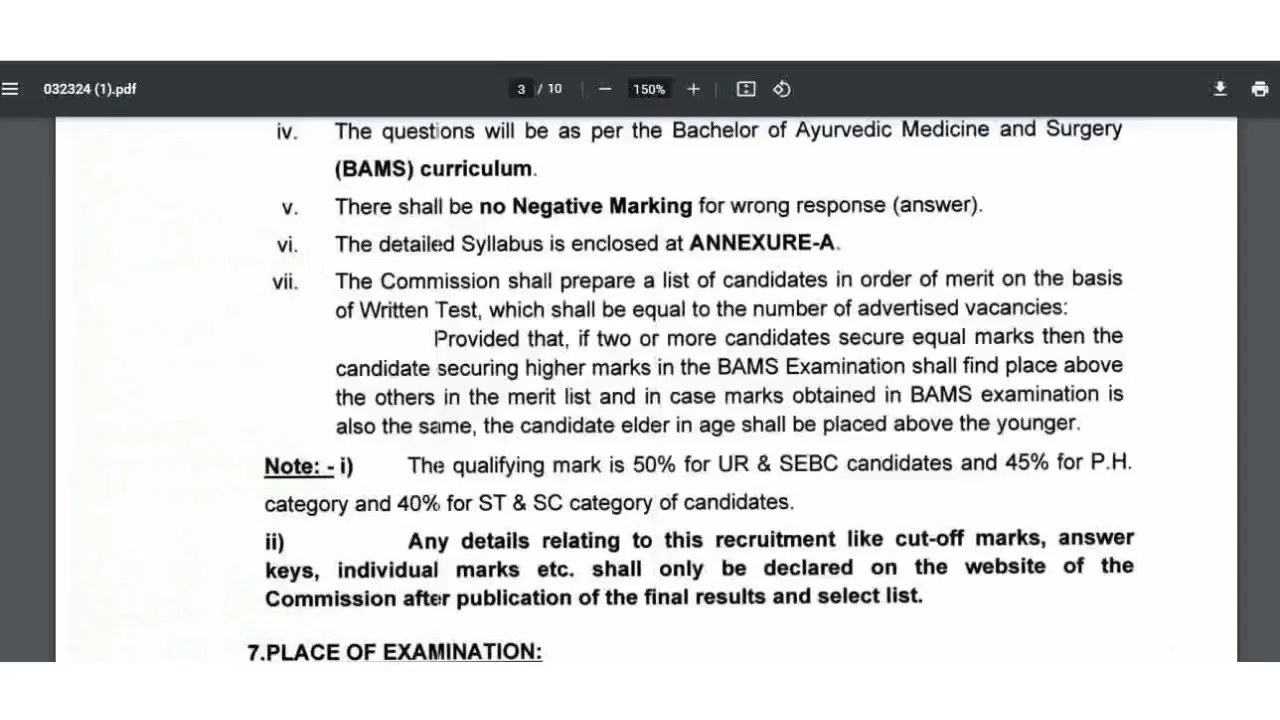 032324 (1).pdf 3 / 10 150%
iv. The questions will be as per the Bachelor of Ayurvedic Medicine and Surgery
(BAMS) curriculum.
v. There shall be no Negative Marking for wrong response (answer).
vi. The detailed Syllabus is enclosed at ANNEXURE-A.
vii. The Commission shall prepare a list of candidates in order of merit on the basis
of Written Test, which shall be equal to the number of advertised vacancies:
Provided that, if two or more candidates secure equal marks then the
candidate securing higher marks in the BAMS Examination shall find place above
the others in the merit list and in case marks obtained in BAMS examination is
also the same, the candidate elder in age shall be placed above the younger.
Note: - i) The qualifying mark is 50% for UR & SEBC candidates and 45% for P.H.
category and 40% for ST & SC category of candidates.
ii) Any details relating to this recruitment like cut-off marks, answer
keys, individual marks etc. shall only be declared on the website of the
Commission after publication of the final results and select list.
7.PLACE OF EXAMINATION: